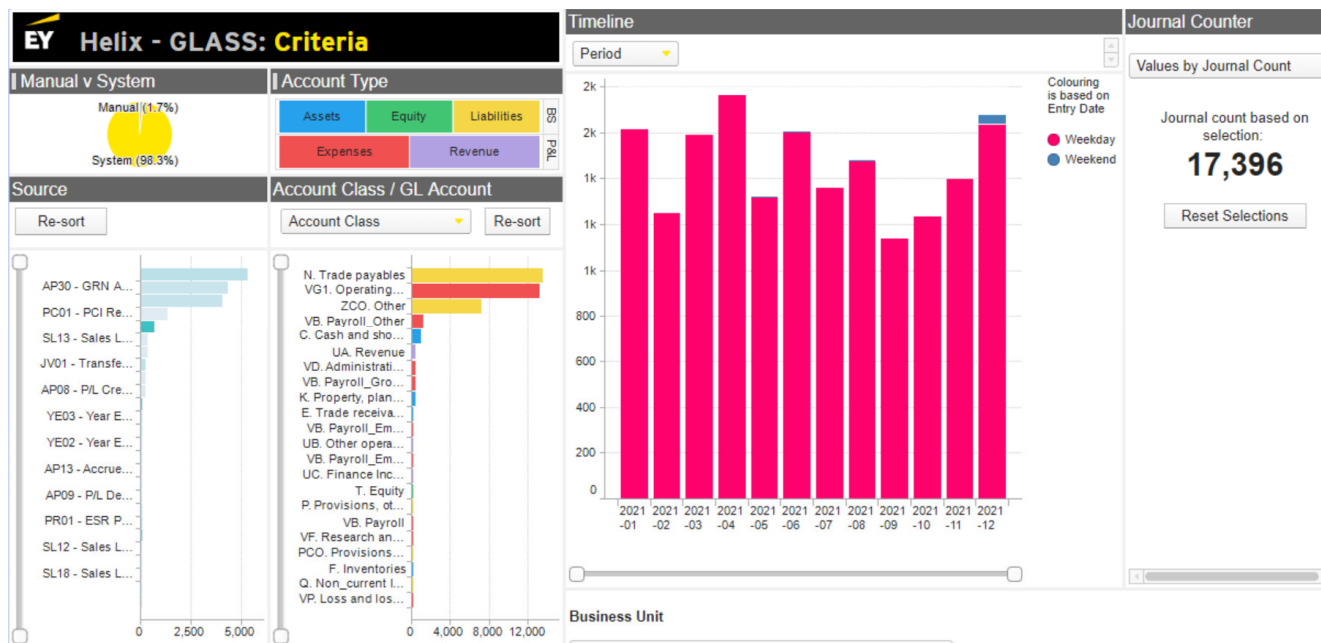 EY Helix - GLASS: Criteria
Manual v System
Manual (1.7%)
System (98.3%)
Account Type
Assets
Equity
Liabilities
BS
Expenses
Revenue
P&L
Source
Re-sort
AP30 - GRN A...
PC01 - PCI Re...
SL13 - Sales L...
JV01 - Transfe...
AP08 - P/L Cre...
YE03 - Year E...
YE02 - Year E...
AP13 - Accrue...
AP09 - P/L De...
PR01 - ESR P...
SL12 - Sales L...
SL18 - Sales L...
0 2,500 5,000
Account Class / GL Account
Account Class
Re-sort
N. Trade payables
VG1. Operating...
ZCO. Other
VB. Payroll_Other
C. Cash and sho...
UA. Revenue
VD. Administrati...
VB. Payroll_Gro...
K. Property, plan...
E. Trade receiva...
VB. Payroll_Em...
UB. Other opera...
VB. Payroll_Em...
UC. Finance Inc...
T. Equity
P. Provisions, ot...
VB. Payroll
VF. Research an...
PCO. Provisions...
F. Inventories
Q. Non_current l...
VP. Loss and los...
0 4,000 8,000 12,000
Timeline
Period
2k
2k
1k
1k
1k
800
600
400
200
0
2021 2021 2021 2021 2021 2021 2021 2021 2021 2021 2021 2021
-01 -02 -03 -04 -05 -06 -07 -08 -09 -10 -11 -12
Colouring
is based on
Entry Date
Weekday
Weekend
Business Unit
Journal Counter
Values by Journal Count
Journal count based on
selection:
17,396
Reset Selections